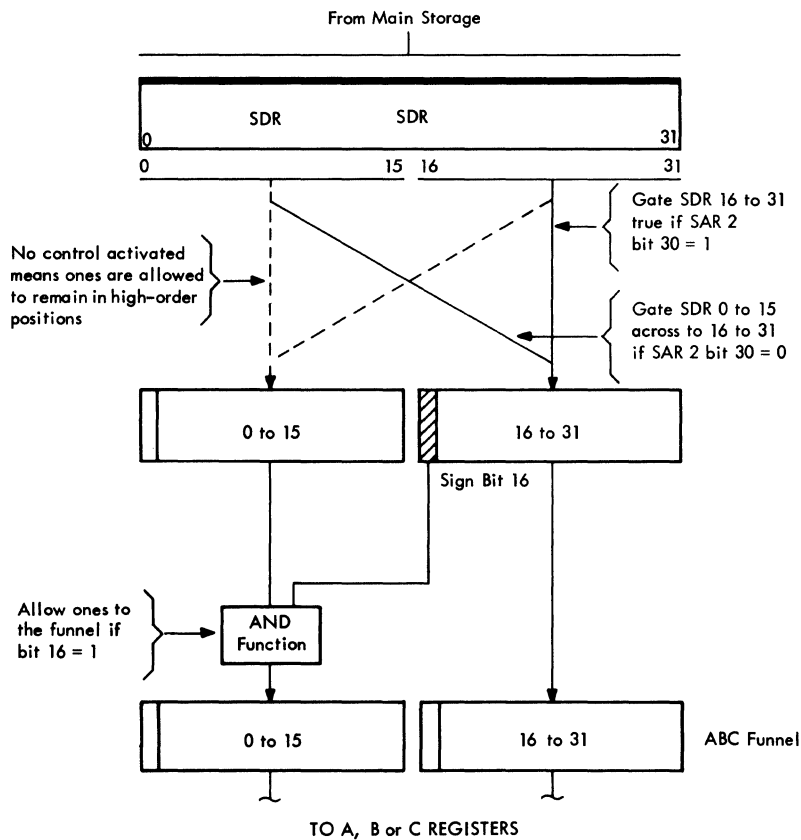 From Main Storage
SDR SDR
0 31
0 15 16 31
Gate SDR 16 to 31
true if SAR 2
bit 30 = 1
No control activated
means ones are allowed
to remain in high-order
positions
Gate SDR 0 to 15
across to 16 to 31
if SAR 2 bit 30 = 0
0 to 15 16 to 31
Sign Bit 16
Allow ones to
the funnel if
bit 16 = 1
AND
Function
0 to 15 16 to 31 ABC Funnel
TO A, B or C REGISTERS